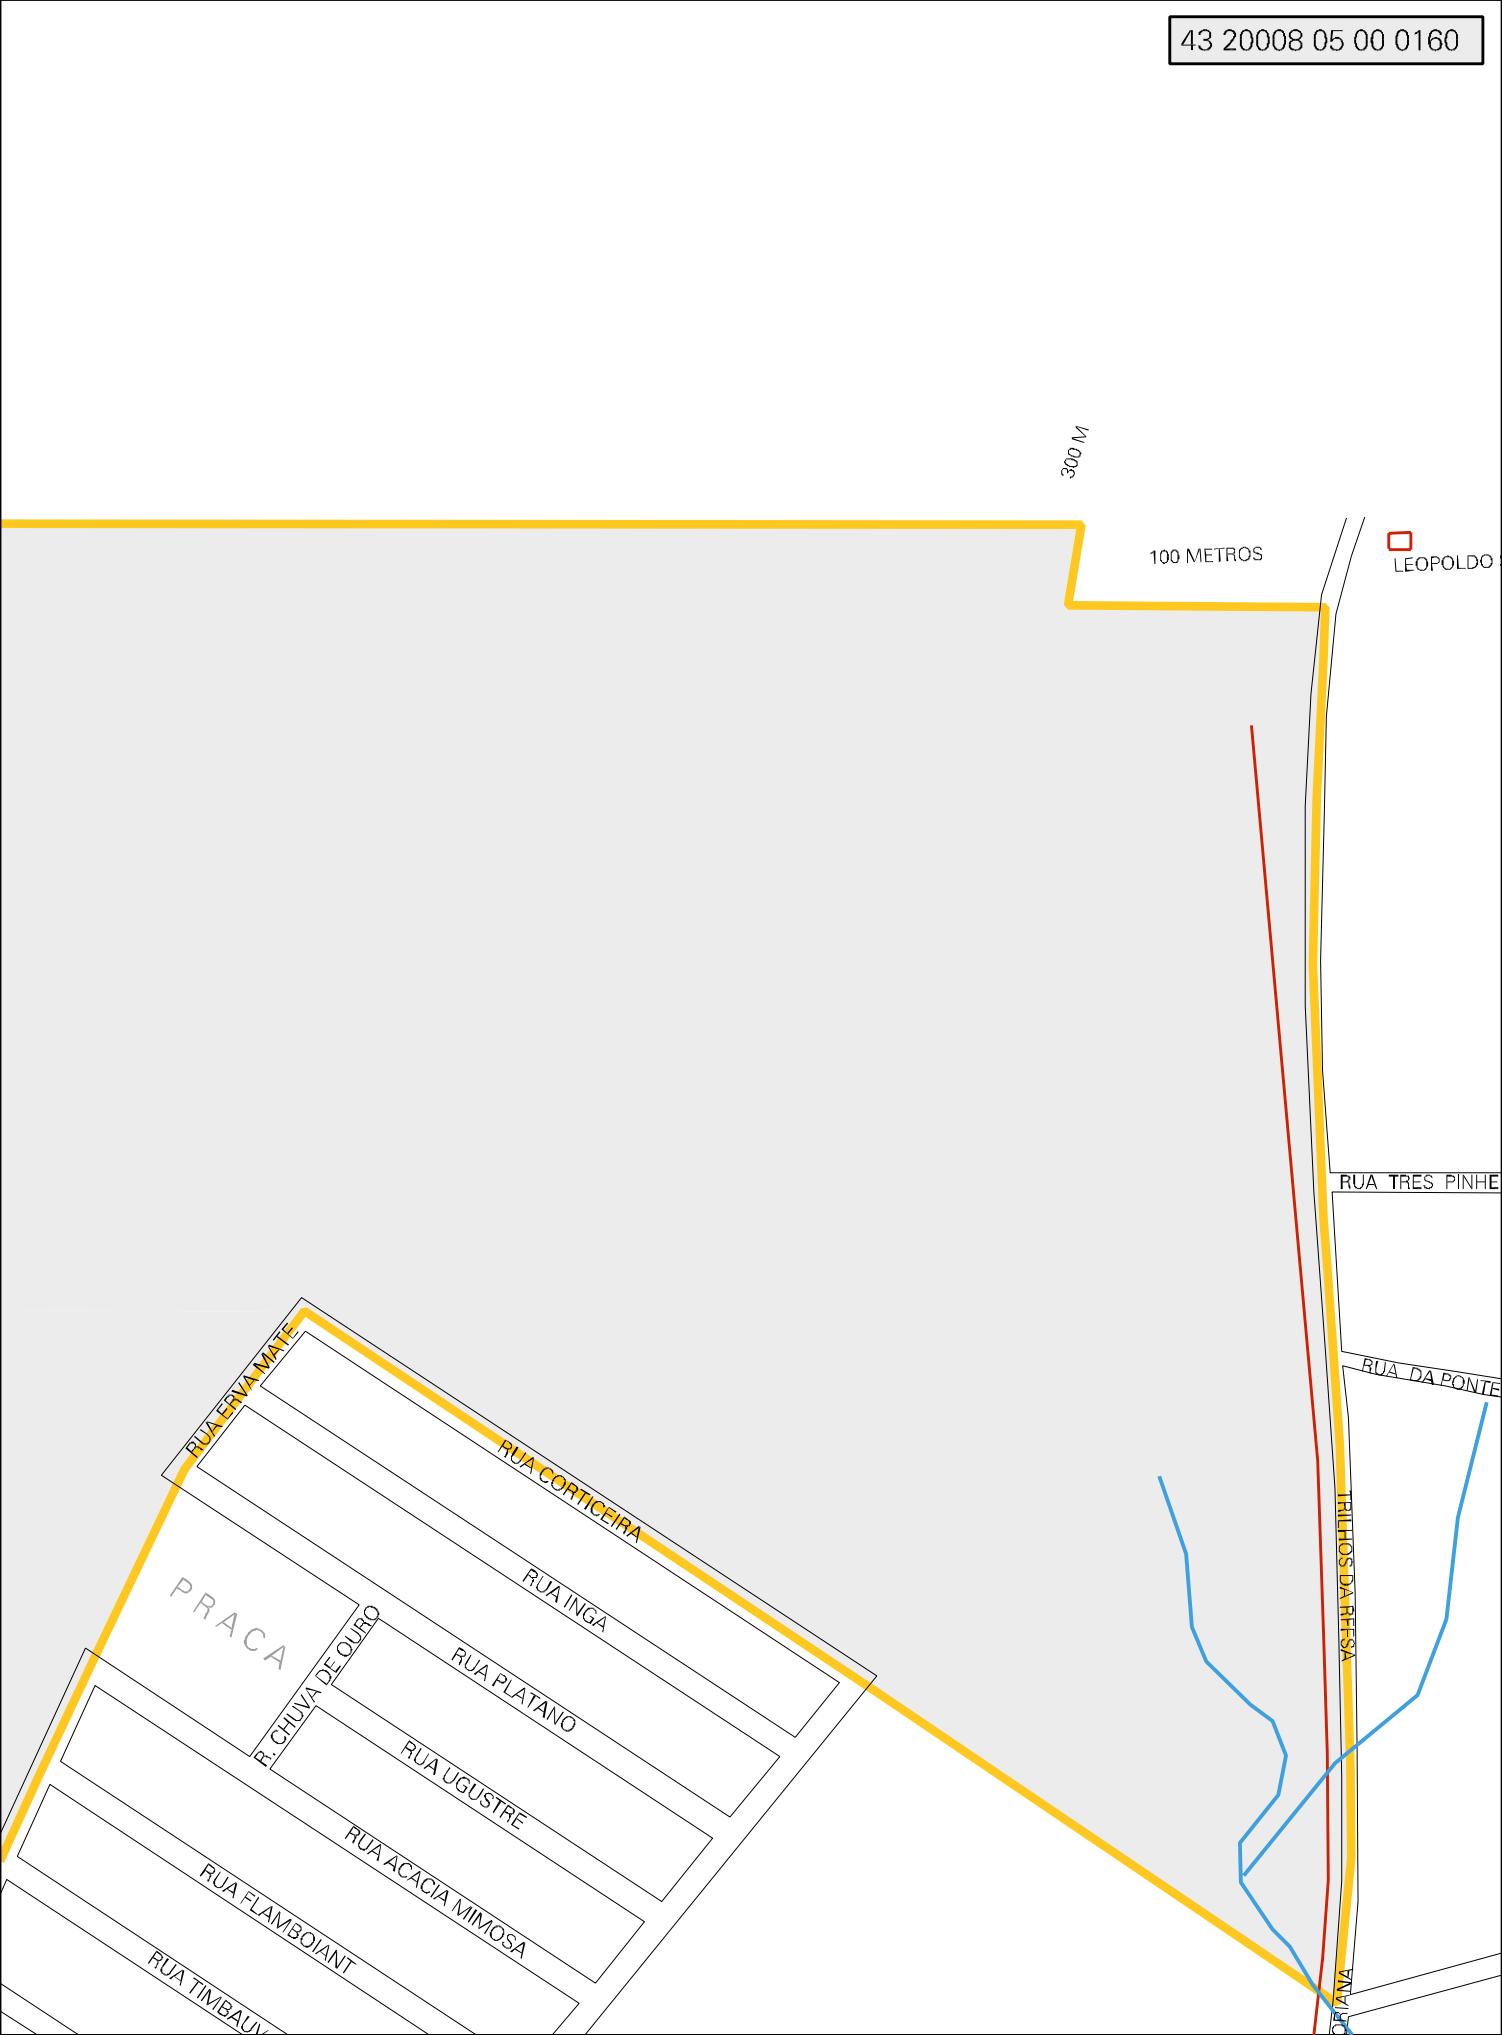 43 20008 05 00 0160
300 M
100 METROS
LEOPOLDO
RUA TRES PINHE
RUA ERVA MATE
RUA DA PONTE
RUA CORTICEIRA
TRILHOS DA RFFSA
RUA INGA
PRACA
R. CHUVA DE OURO
RUA PLATANO
RUA UGUSTRE
RUA ACACIA MIMOSA
RUA FLAMBOIANT
RUA TIMBAUV
ORIANA